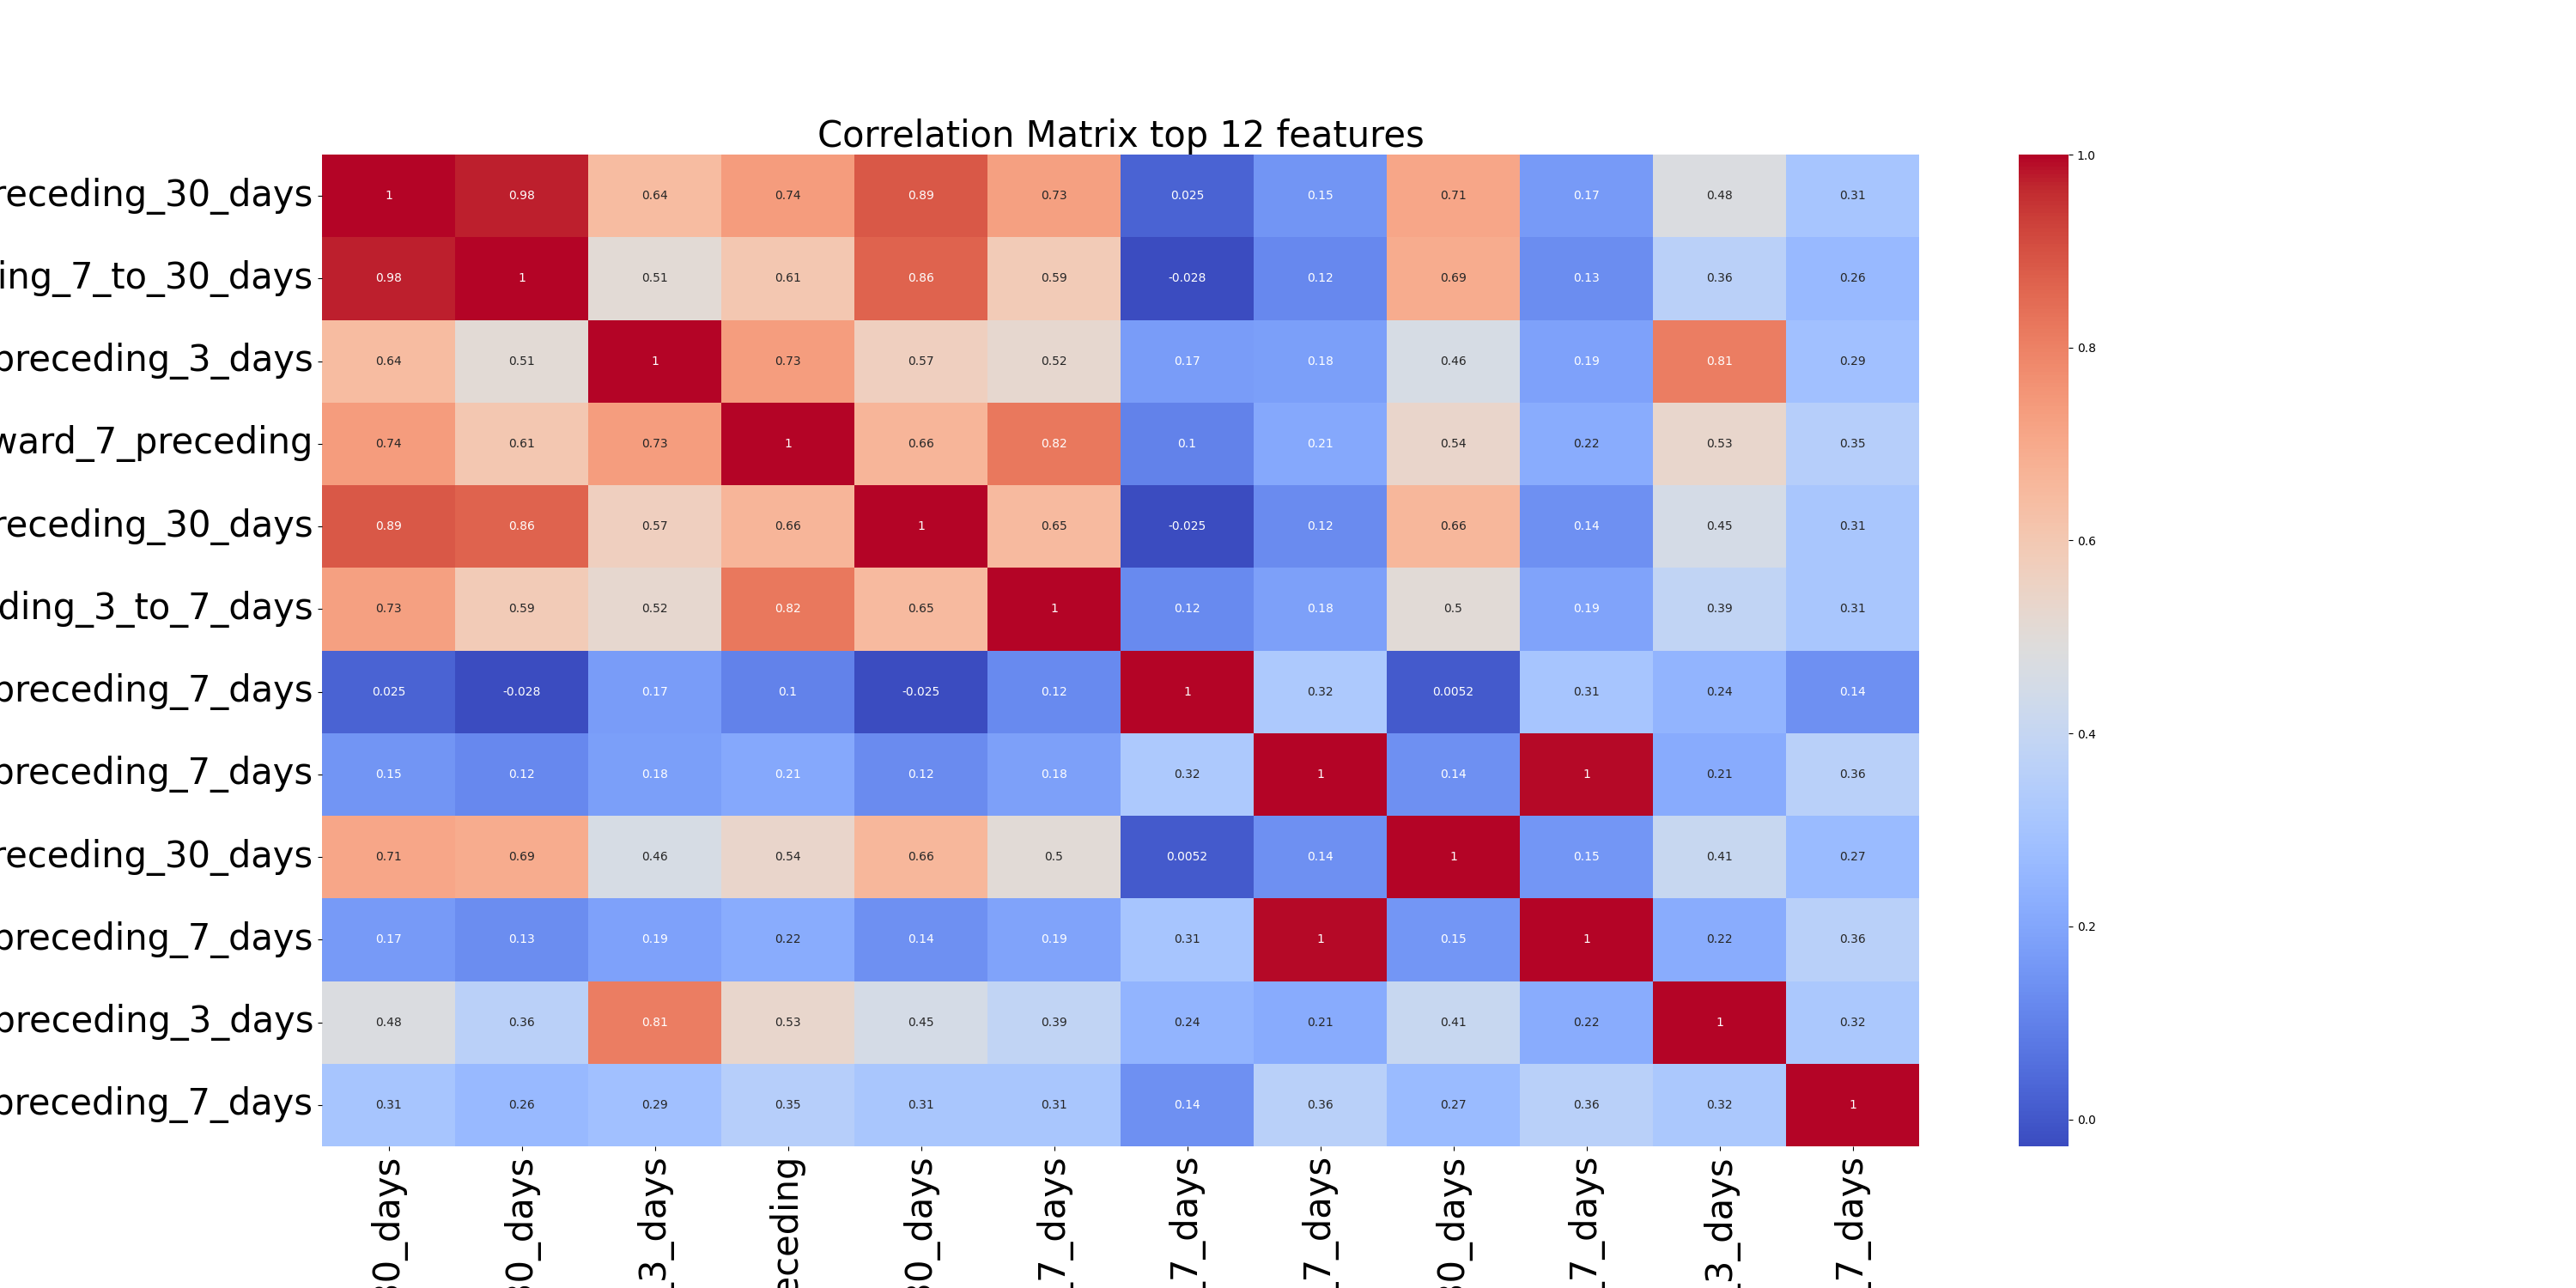 Correlation Matrix top 12 features
receding_30_days 1 0.98 0.64 0.74 0.89 0.73 0.025 0.15 0.71 0.17 0.48 0.31
ing_7_to_30_days 0.98 1 0.51 0.61 0.86 0.59 -0.028 0.12 0.69 0.13 0.36 0.26
preceding_3_days 0.64 0.51 1 0.73 0.57 0.52 0.17 0.18 0.46 0.19 0.81 0.29
ward_7_preceding 0.74 0.61 0.73 1 0.66 0.82 0.1 0.21 0.54 0.22 0.53 0.35
receding_30_days 0.89 0.86 0.57 0.66 1 0.65 -0.025 0.12 0.66 0.14 0.45 0.31
ding_3_to_7_days 0.73 0.59 0.52 0.82 0.65 1 0.12 0.18 0.5 0.19 0.39 0.31
preceding_7_days 0.025 -0.028 0.17 0.1 -0.025 0.12 1 0.32 0.0052 0.31 0.24 0.14
preceding_7_days 0.15 0.12 0.18 0.21 0.12 0.18 0.32 1 0.14 1 0.21 0.36
receding_30_days 0.71 0.69 0.46 0.54 0.66 0.5 0.0052 0.14 1 0.15 0.41 0.27
preceding_7_days 0.17 0.13 0.19 0.22 0.14 0.19 0.31 1 0.15 1 0.22 0.36
preceding_3_days 0.48 0.36 0.81 0.53 0.45 0.39 0.24 0.21 0.41 0.22 1 0.32
preceding_7_days 0.31 0.26 0.29 0.35 0.31 0.31 0.14 0.36 0.27 0.36 0.32 1
30_days
30_days
_3_days
eceding
30_days
_7_days
_7_days
_7_days
30_days
_7_days
_3_days
_7_days
1.0
0.8
0.6
0.4
0.2
0.0